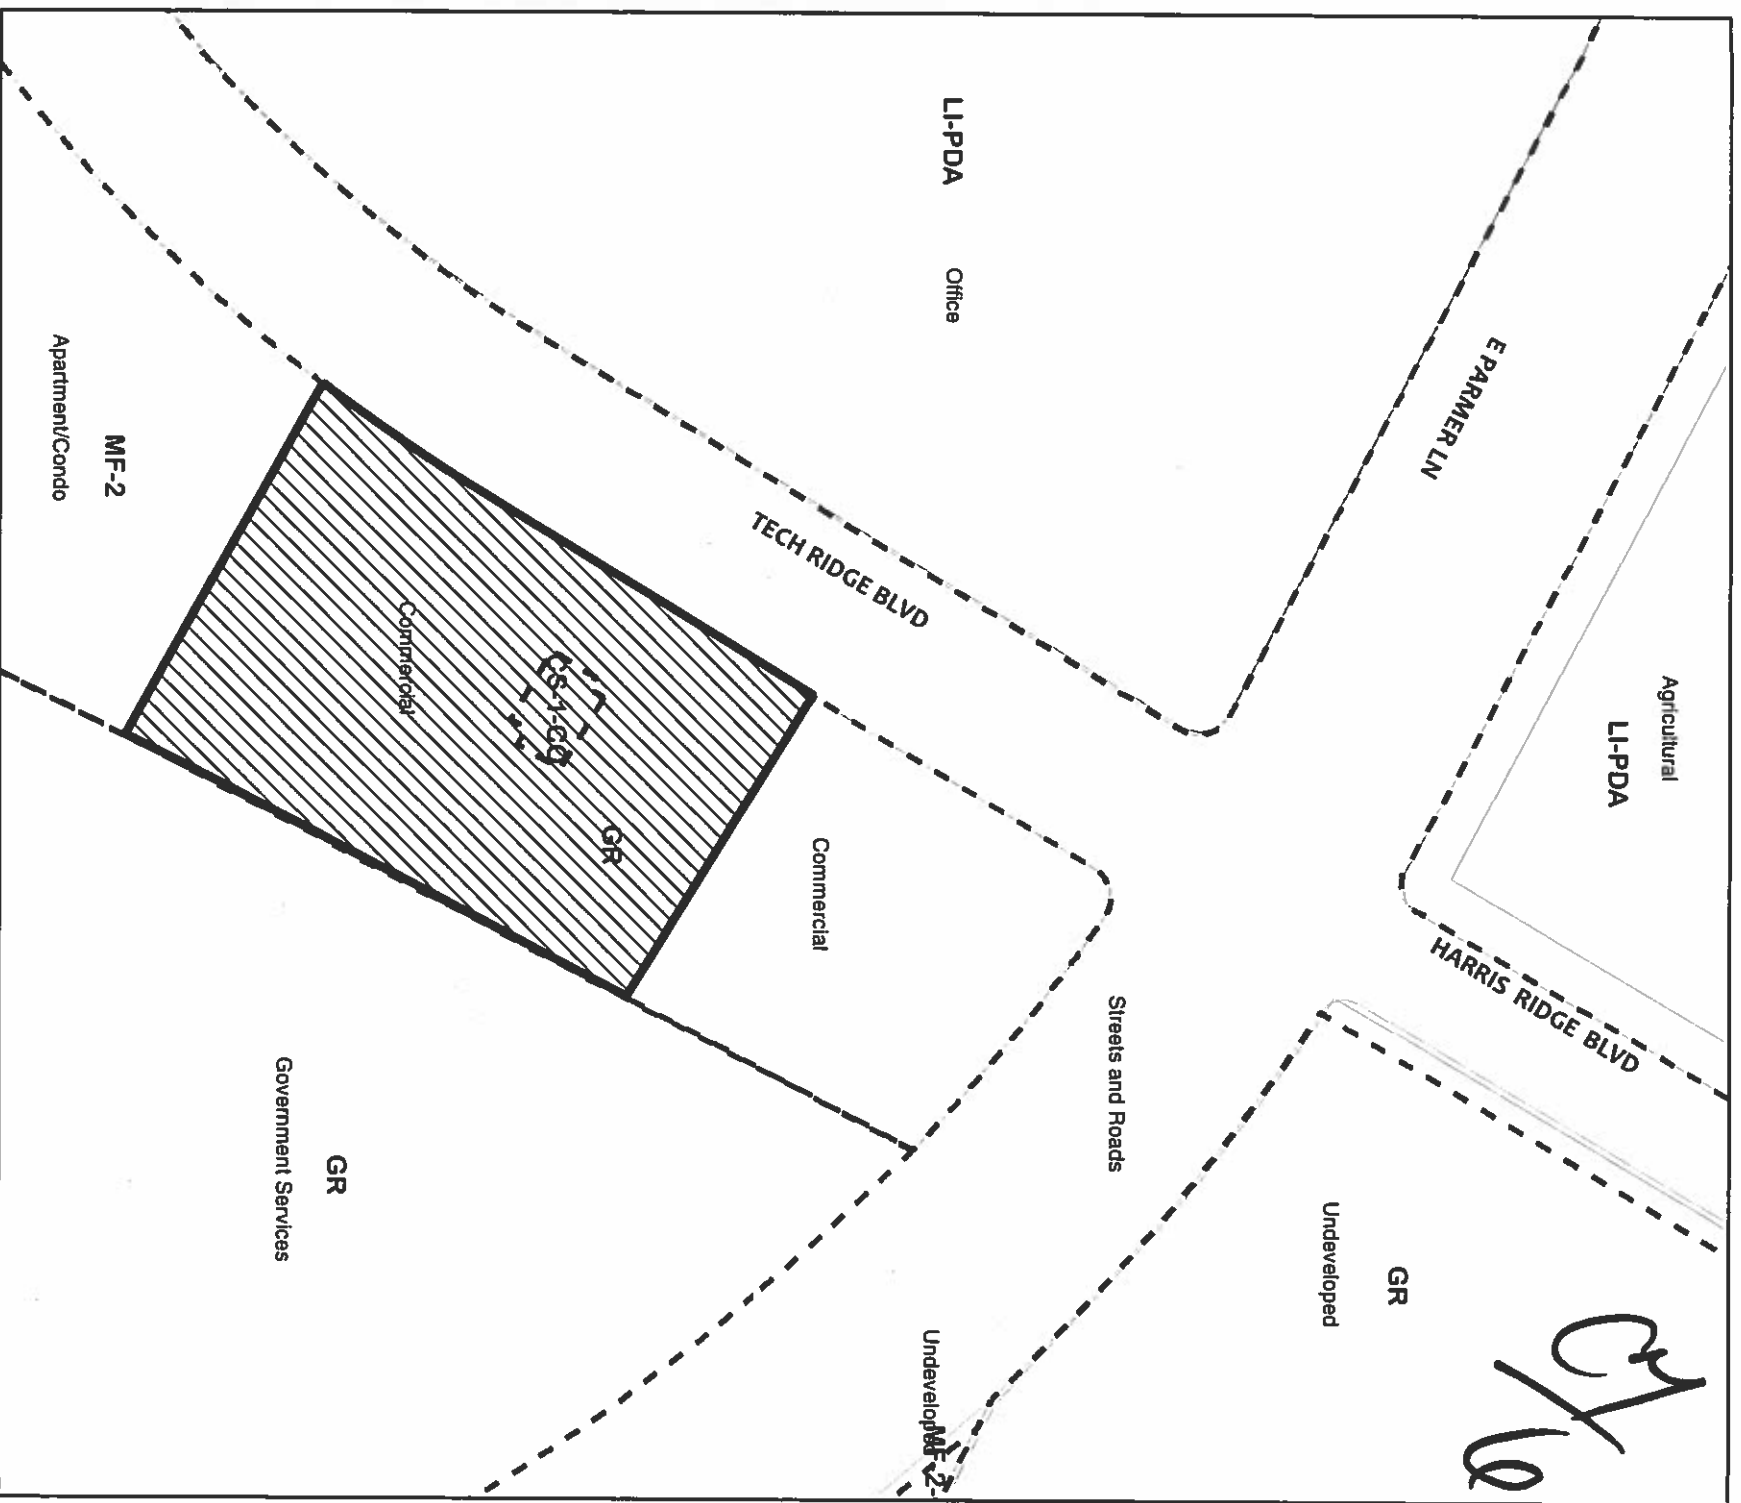 Agricultural
LI-PDA
E PARMER LN
HARRIS RIDGE BLVD
GR
Undeveloped
Streets and Roads
LI-PDA
Office
TECH RIDGE BLVD
Commercial
GR
CS-1-CO
Commercial
Undeveloped
MF-2-
GR
Government Services
MF-2
Apartment/Condo